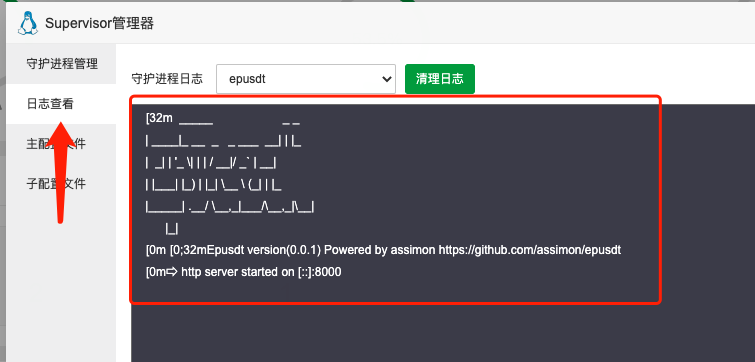 Supervisor管理器
守护进程管理
日志查看
主配置文件
子配置文件
守护进程日志
epusdt
清理日志
[32m  _____                     _ _
| ____|_ __  _   _ ___  __| | |_
|  _| | '_ \| | | / __|/ _` | __|
| |___| |_) | |_| \__ \ (_| | |_
|_____| .__/ \__,_|___/\__,_|\__|
      |_|
[0m [0;32mEpusdt version(0.0.1) Powered by assimon https://github.com/assimon/epusdt
[0m⇨ http server started on [::]:8000